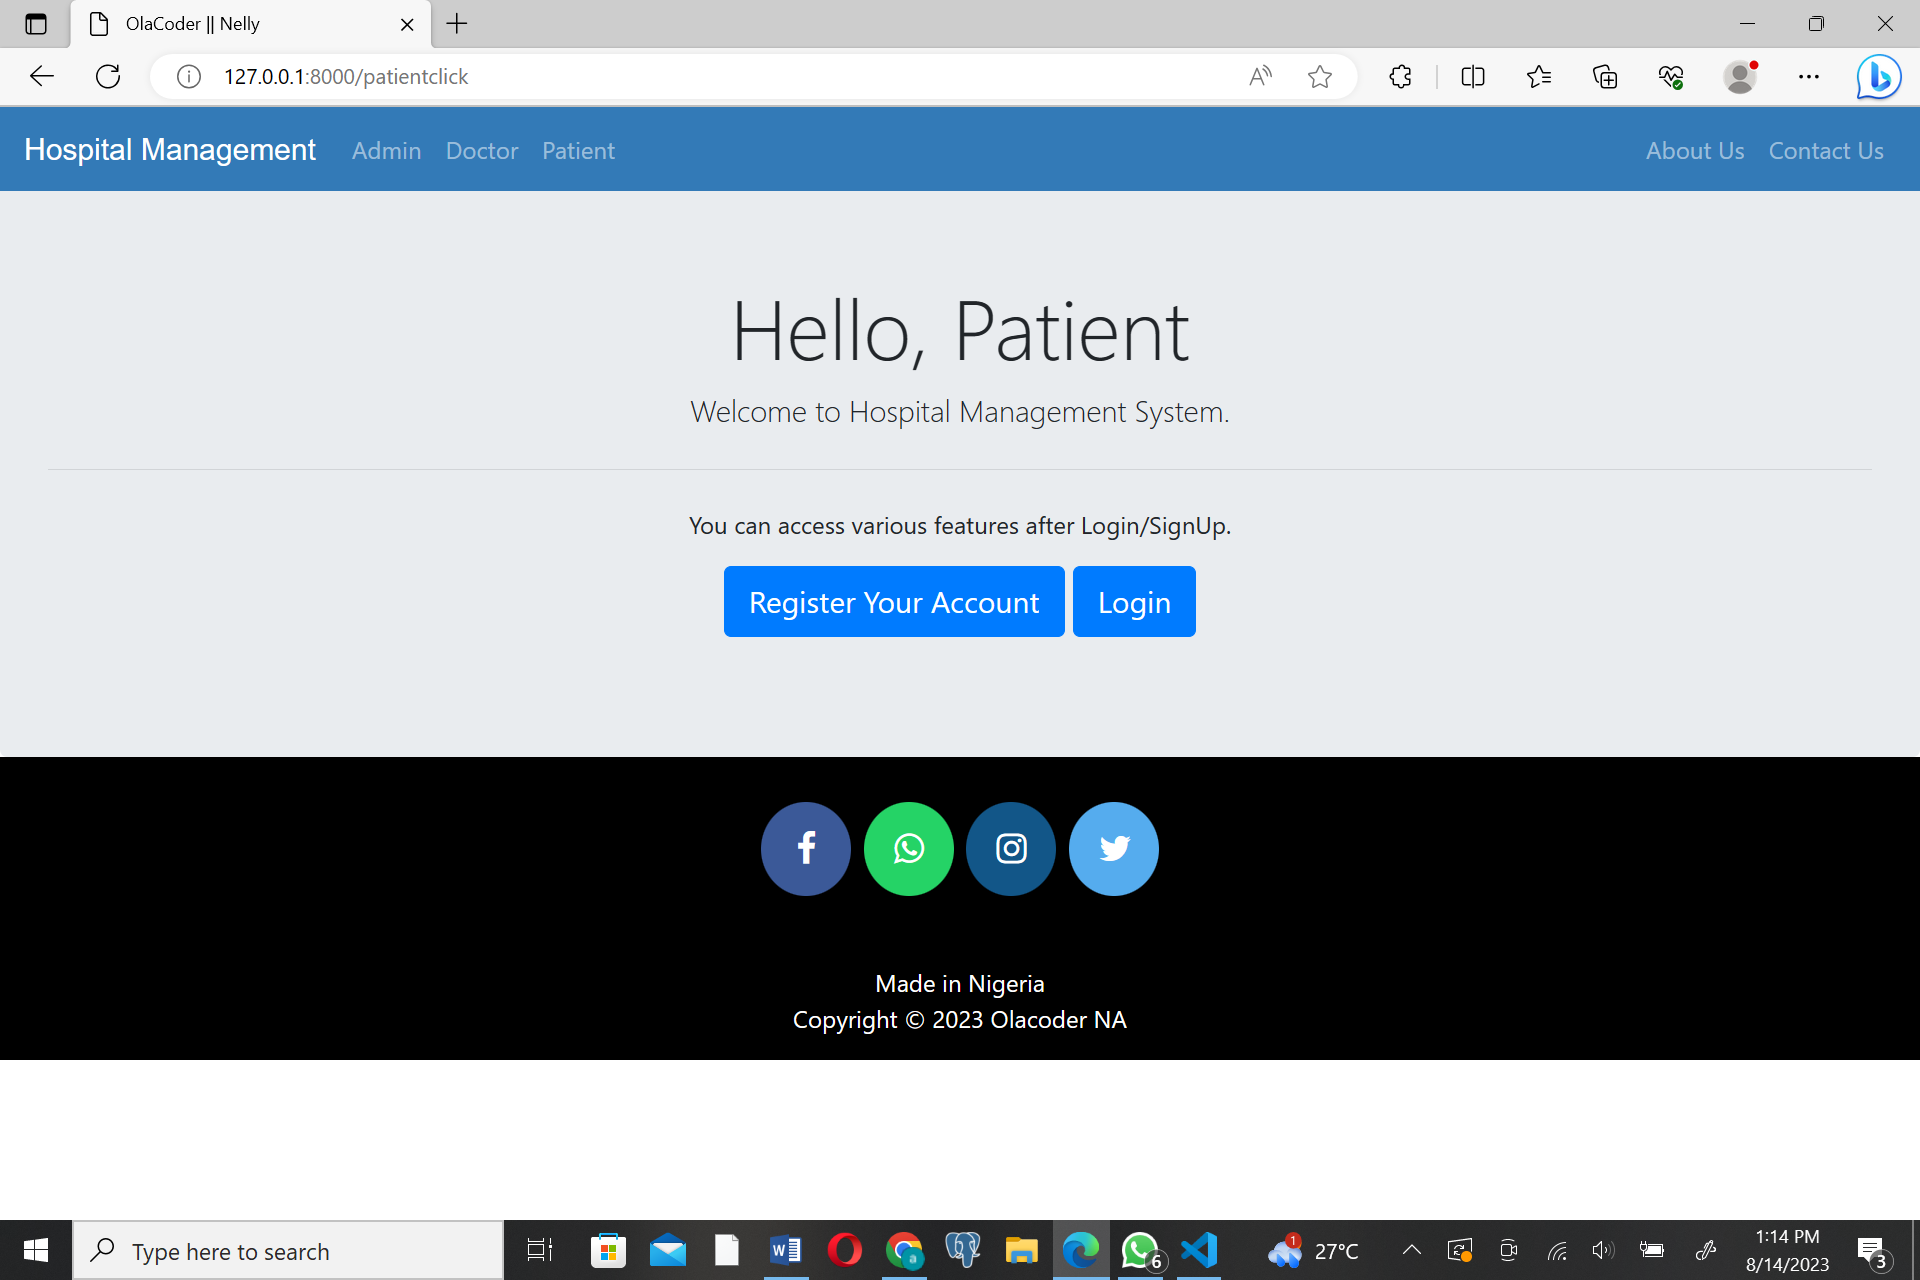 OlaCoder || Nelly
127.0.0.1:8000/patientclick
Hospital Management Admin Doctor Patient About Us Contact Us
Hello, Patient
Welcome to Hospital Management System.
You can access various features after Login/SignUp.
Register Your Account Login
Made in Nigeria
Copyright © 2023 Olacoder NA
Type here to search
1
27°C
6
1:14 PM
8/14/2023
3